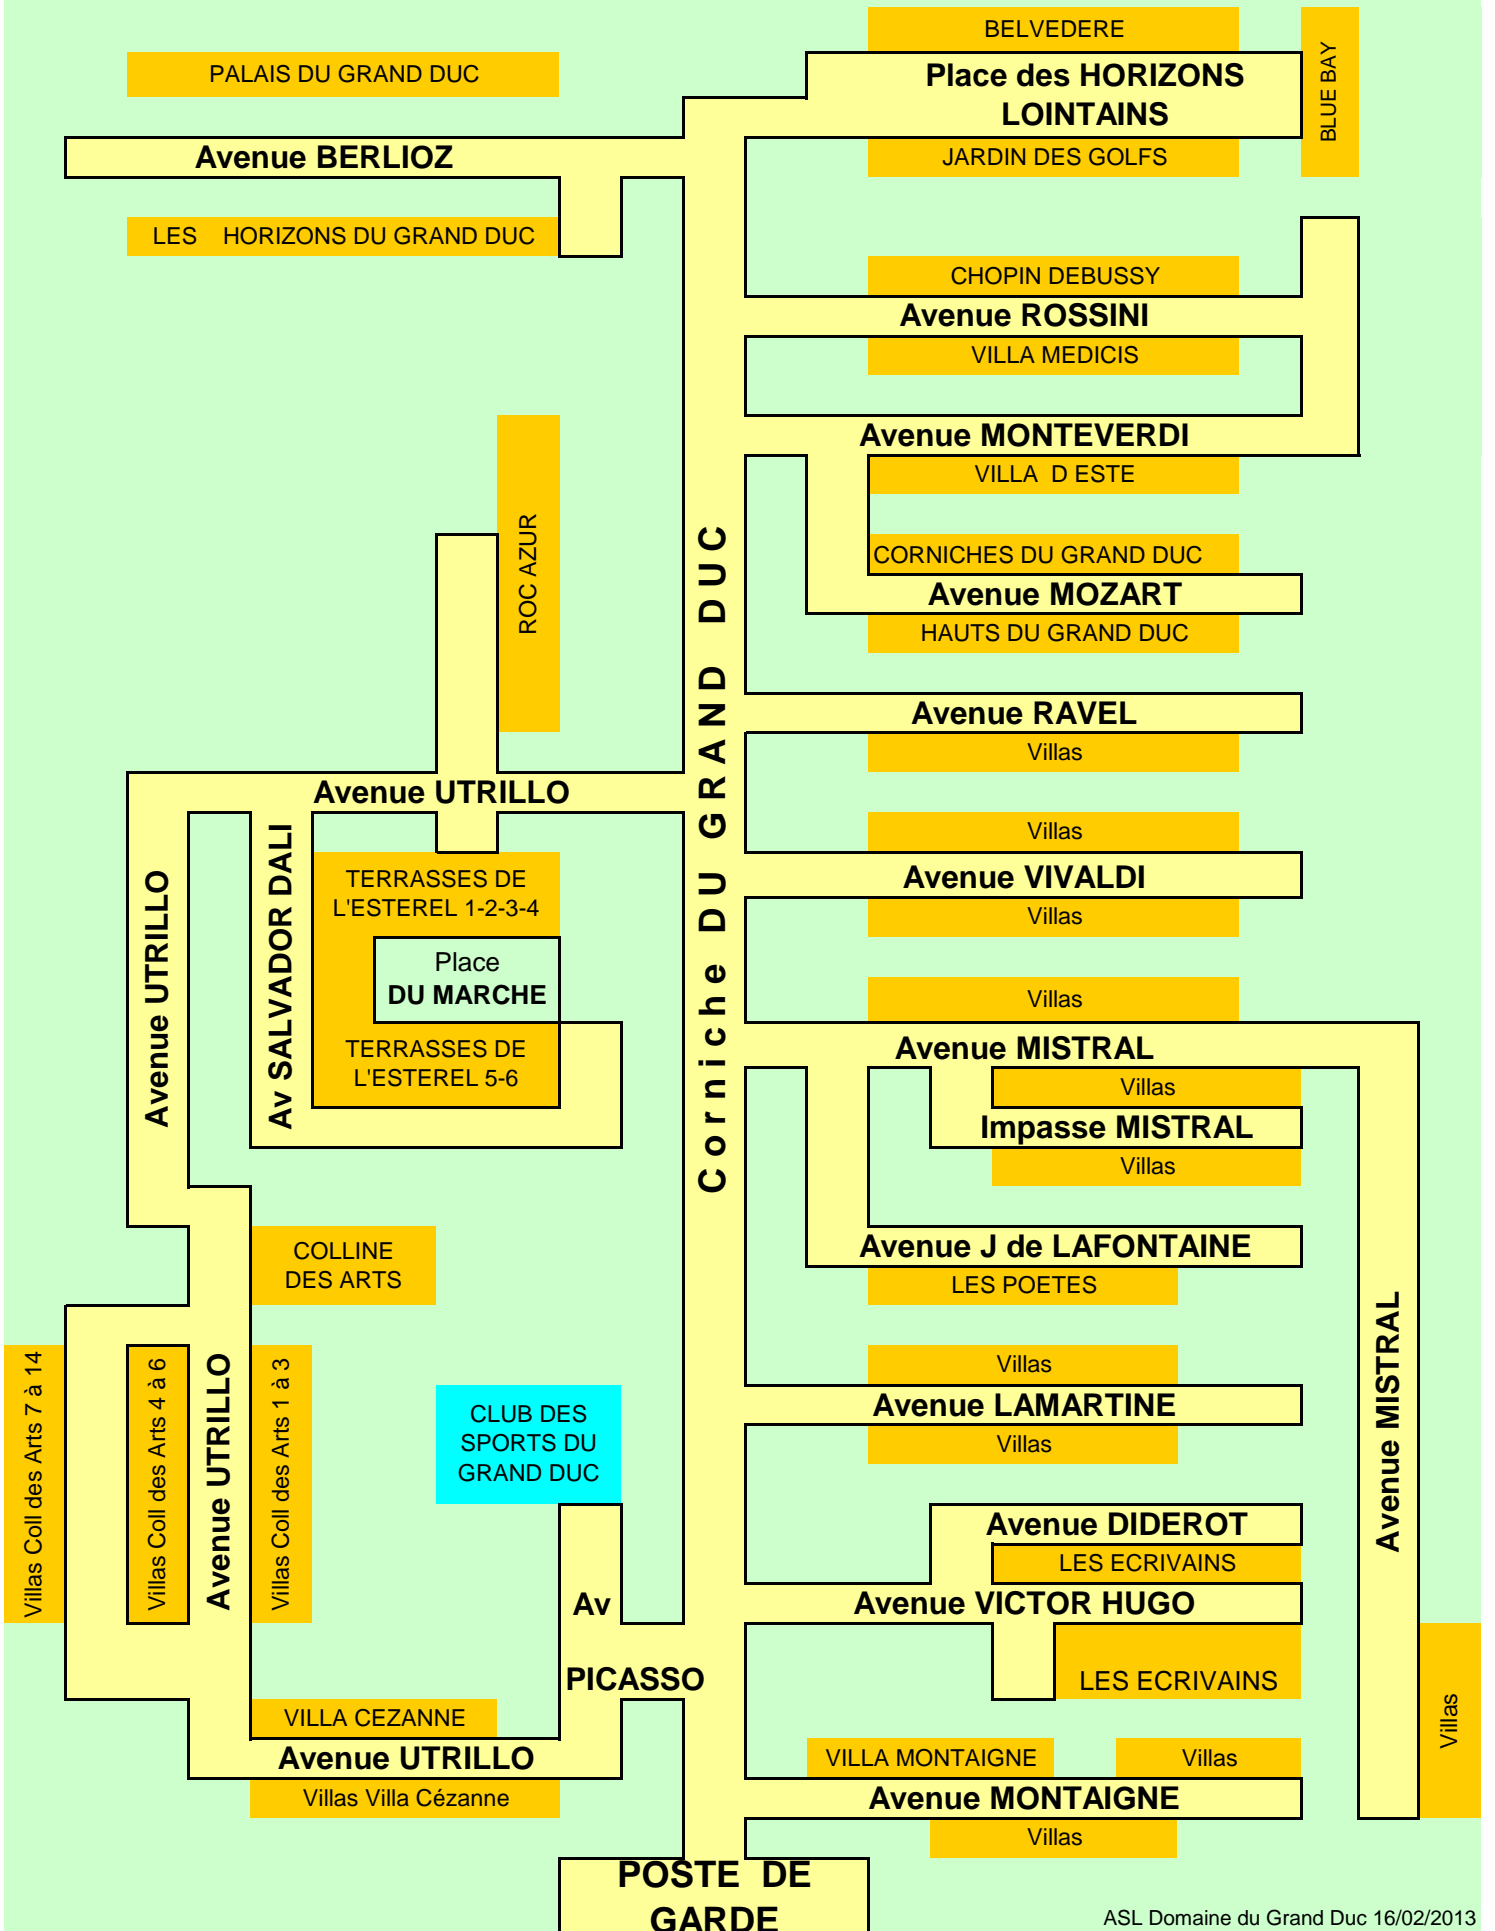 BELVEDERE
BLUE BAY
PALAIS DU GRAND DUC
Place des HORIZONS
LOINTAINS
Avenue BERLIOZ
JARDIN DES GOLFS
LES HORIZONS DU GRAND DUC
CHOPIN DEBUSSY
Avenue ROSSINI
VILLA MEDICIS
Avenue MONTEVERDI
VILLA D ESTE
ROC AZUR
Corniche DU GRAND DUC
CORNICHES DU GRAND DUC
Avenue MOZART
HAUTS DU GRAND DUC
Avenue RAVEL
Villas
Avenue UTRILLO
Villas
Avenue VIVALDI
Villas
Avenue UTRILLO
Av SALVADOR DALI
TERRASSES DE
L'ESTEREL 1-2-3-4
Place
DU MARCHE
TERRASSES DE
L'ESTEREL 5-6
Villas
Avenue MISTRAL
Villas
Impasse MISTRAL
Villas
COLLINE
DES ARTS
Avenue J de LAFONTAINE
LES POETES
Avenue MISTRAL
Villas Coll des Arts 7 à 14
Villas Coll des Arts 4 à 6
Avenue UTRILLO
Villas Coll des Arts 1 à 3
CLUB DES
SPORTS DU
GRAND DUC
Villas
Avenue LAMARTINE
Villas
Avenue DIDEROT
LES ECRIVAINS
Av
PICASSO
Avenue VICTOR HUGO
LES ECRIVAINS
Villas
VILLA CEZANNE
Avenue UTRILLO
Villas Villa Cézanne
VILLA MONTAIGNE
Villas
Avenue MONTAIGNE
Villas
POSTE DE
GARDE
ASL Domaine du Grand Duc 16/02/2013